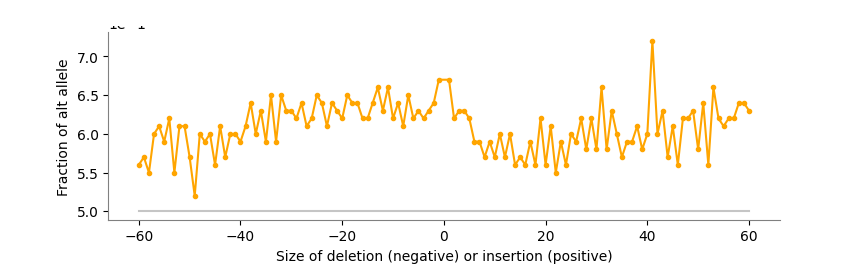 7.0
6.5
6.0
5.5
5.0
Fraction of alt allele
−60 −40 −20 0 20 40 60
Size of deletion (negative) or insertion (positive)